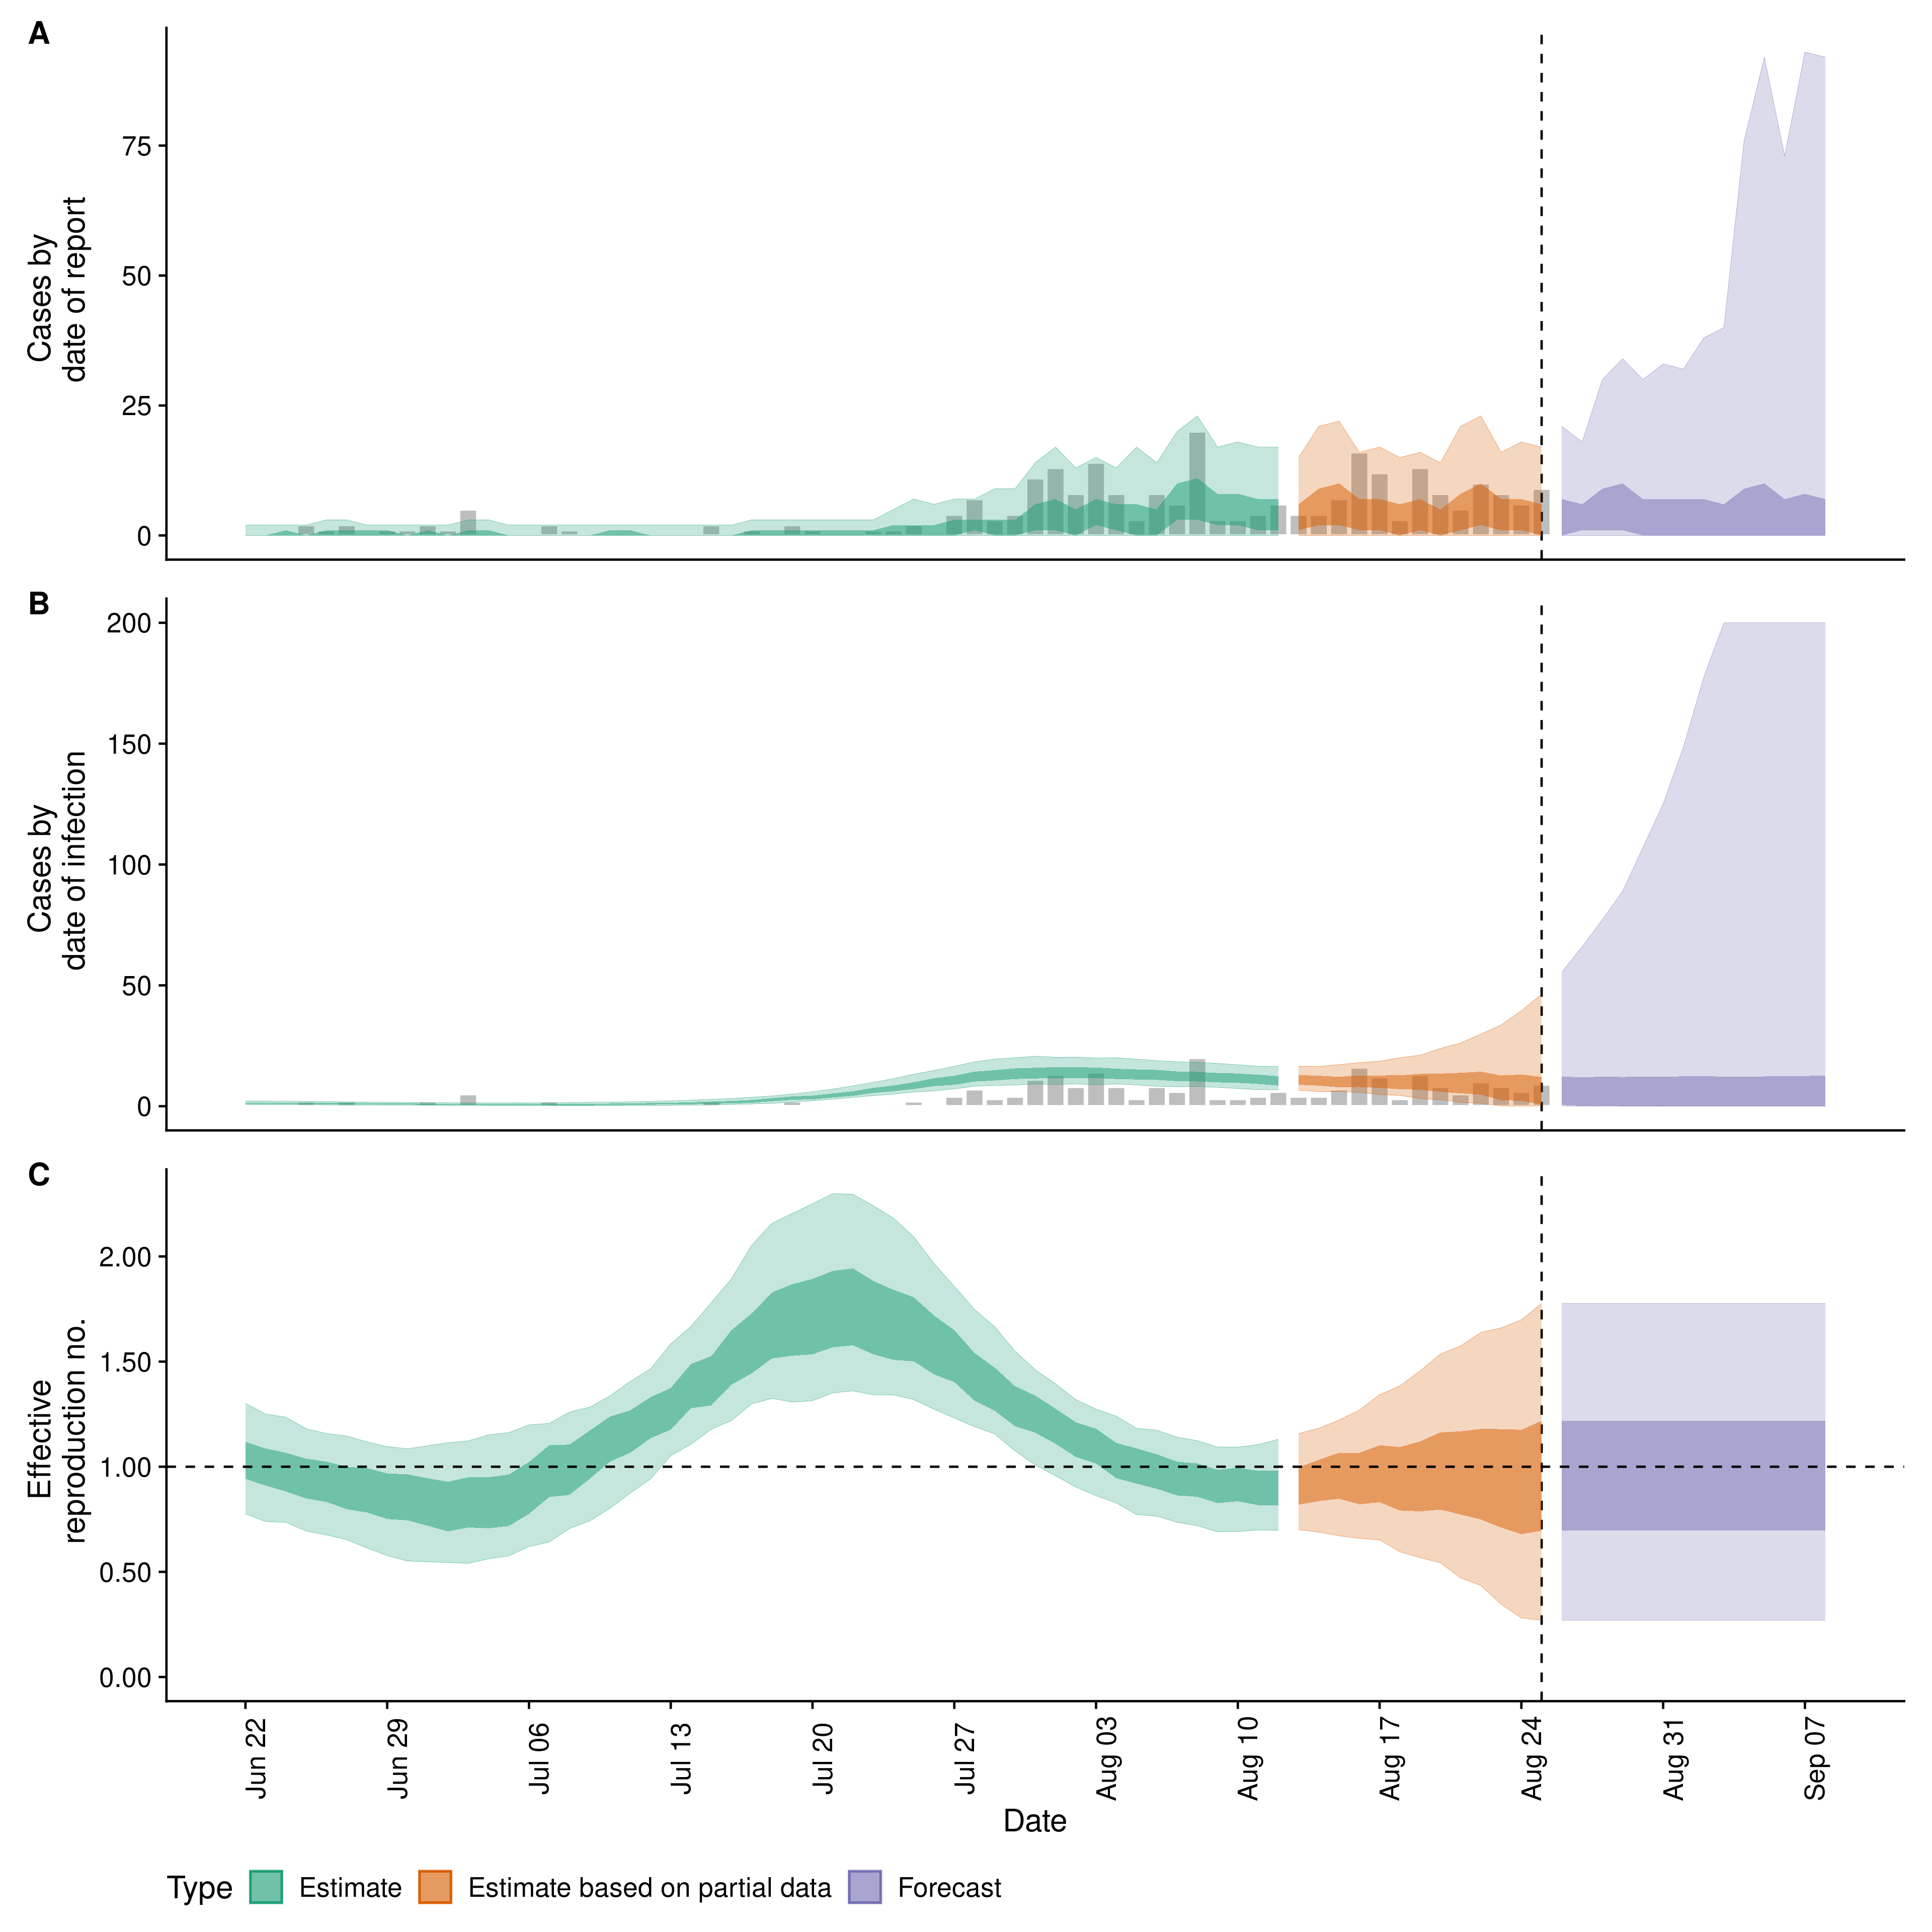 A
Cases by
date of report
75
50
25
0
B
Cases by
date of infection
200
150
100
50
0
C
Effective
reproduction no.
2.00
1.50
1.00
0.50
0.00
Jun 22
Jun 29
Jul 06
Jul 13
Jul 20
Jul 27
Aug 03
Aug 10
Aug 17
Aug 24
Aug 31
Sep 07
Date
Type Estimate Estimate based on partial data Forecast